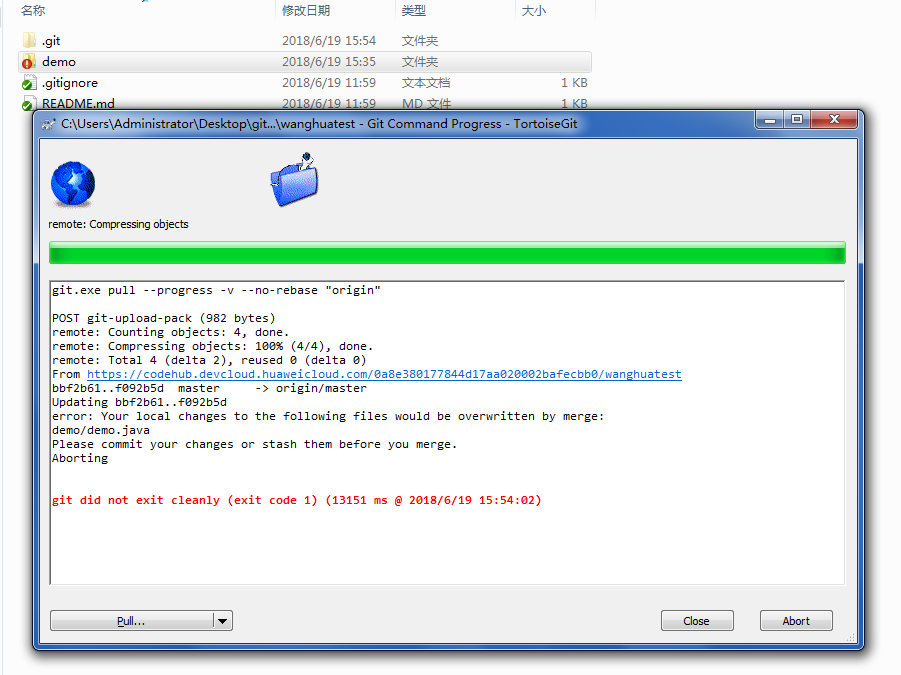 名称 修改日期 类型 大小
.git 2018/6/19 15:54 文件夹
demo 2018/6/19 15:35 文件夹
.gitignore 2018/6/19 11:59 文本文档 1 KB
README.md 2018/6/19 11:59 MD 文件 1 KB
C:\Users\Administrator\Desktop\git...\wanghuatest - Git Command Progress - TortoiseGit
remote: Compressing objects
git.exe pull --progress -v --no-rebase "origin"
POST git-upload-pack (982 bytes)
remote: Counting objects: 4, done.
remote: Compressing objects: 100% (4/4), done.
remote: Total 4 (delta 2), reused 0 (delta 0)
From https://codehub.devcloud.huaweicloud.com/0a8e380177844d17aa020002bafecbb0/wanghuatest
bbf2b61..f092b5d  master     -> origin/master
Updating bbf2b61..f092b5d
error: Your local changes to the following files would be overwritten by merge:
demo/demo.java
Please commit your changes or stash them before you merge.
Aborting
git did not exit cleanly (exit code 1) (13151 ms @ 2018/6/19 15:54:02)
Pull... Close Abort